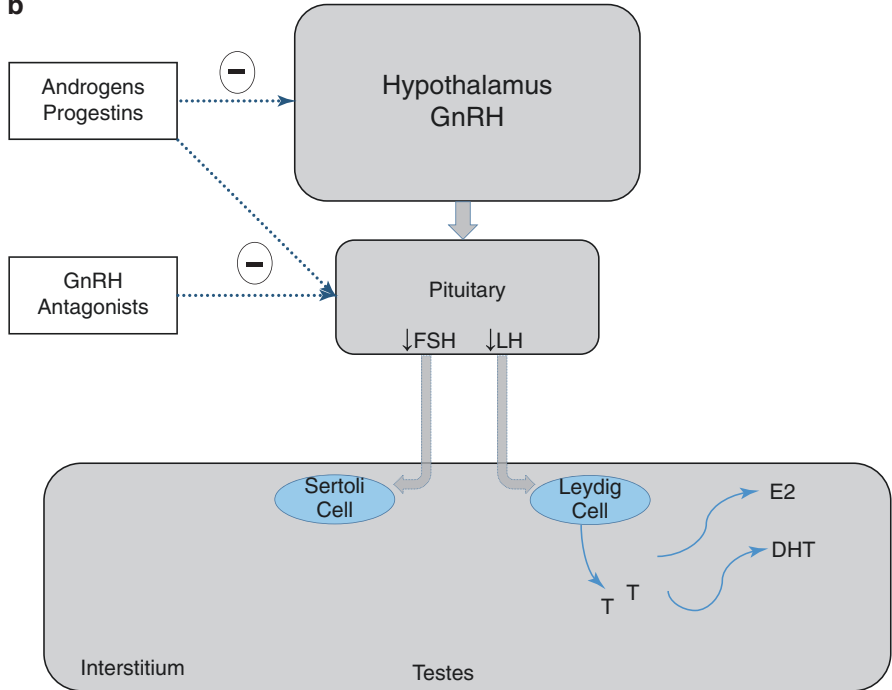 b
Androgens
Progestins
−
Hypothalamus
GnRH
GnRH
Antagonists
−
Pituitary
↓FSH ↓LH
Sertoli
Cell
Leydig
Cell
E2
DHT
T T
Interstitium
Testes